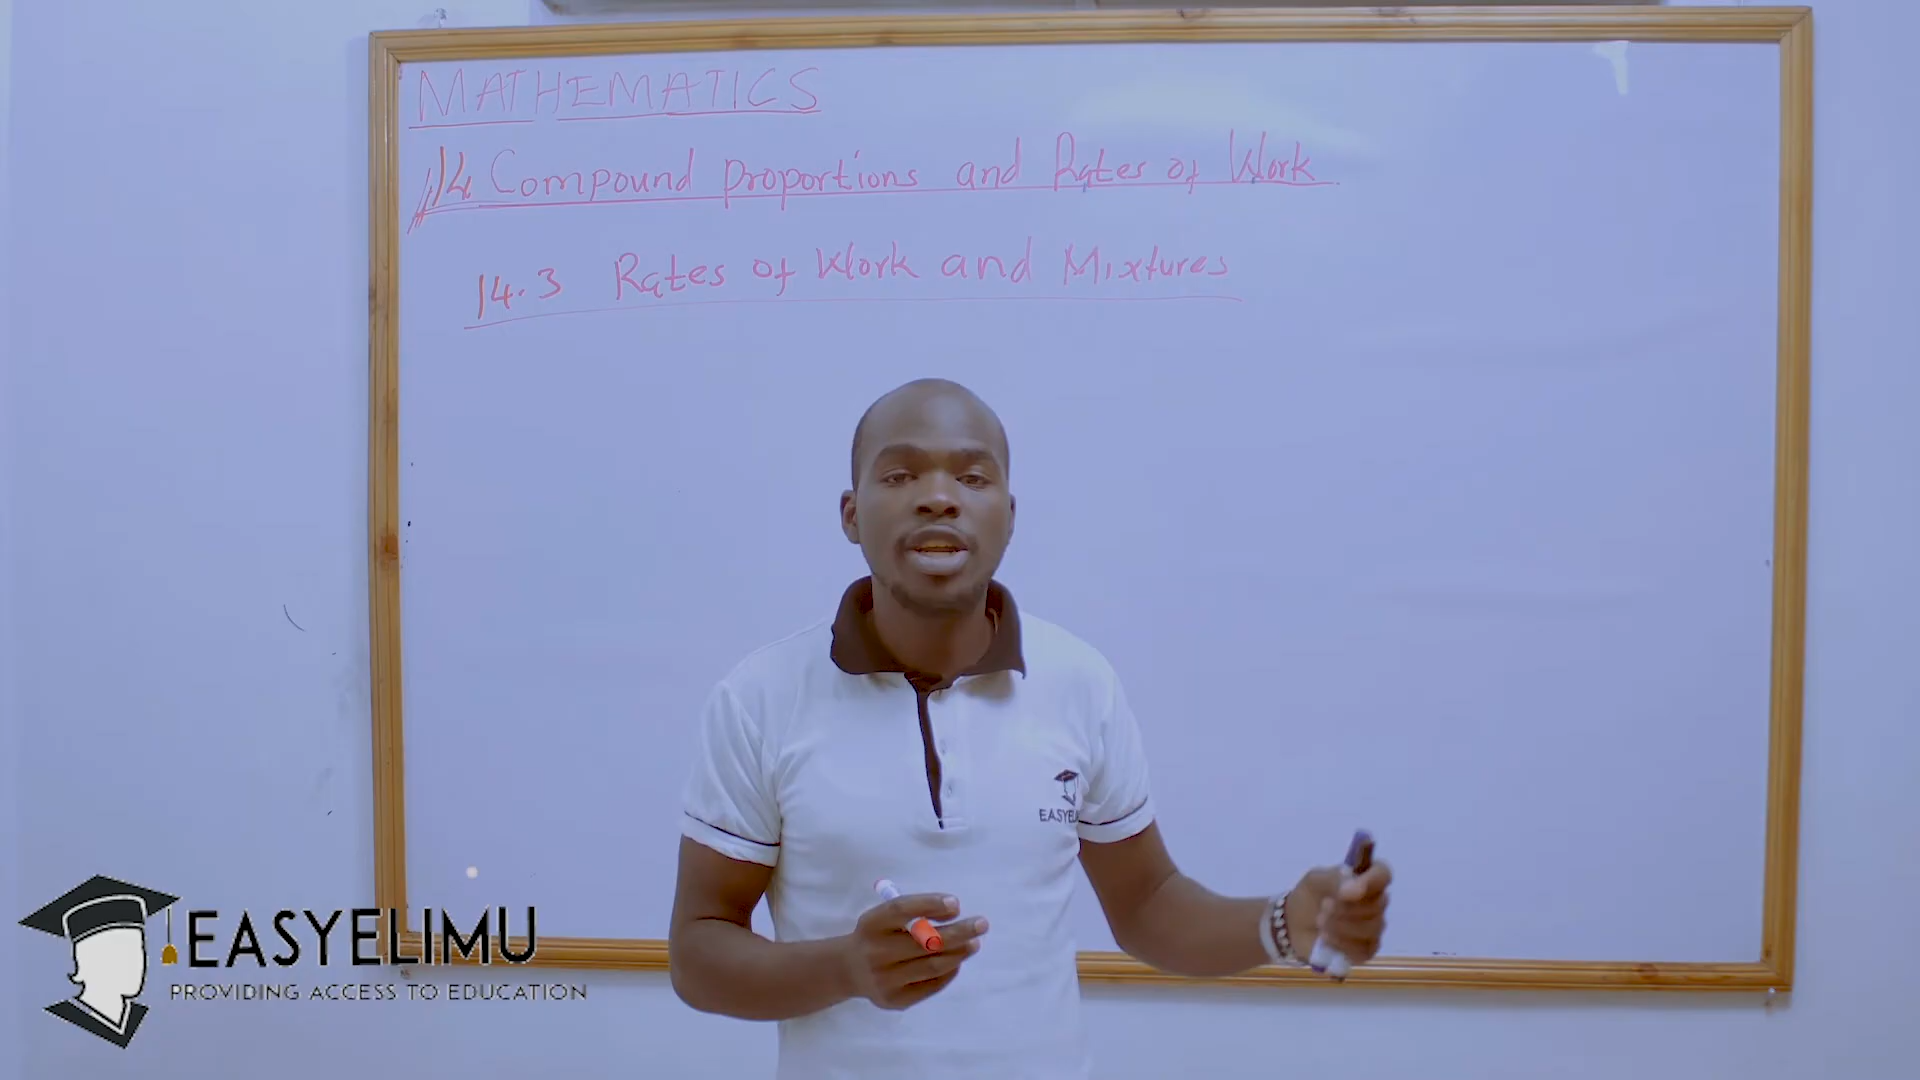 MATHEMATICS
14 Compound proportions and Rates of Work
14.3 Rates of Work and Mixtures
EASYEL
EASYELIMU
PROVIDING ACCESS TO EDUCATION